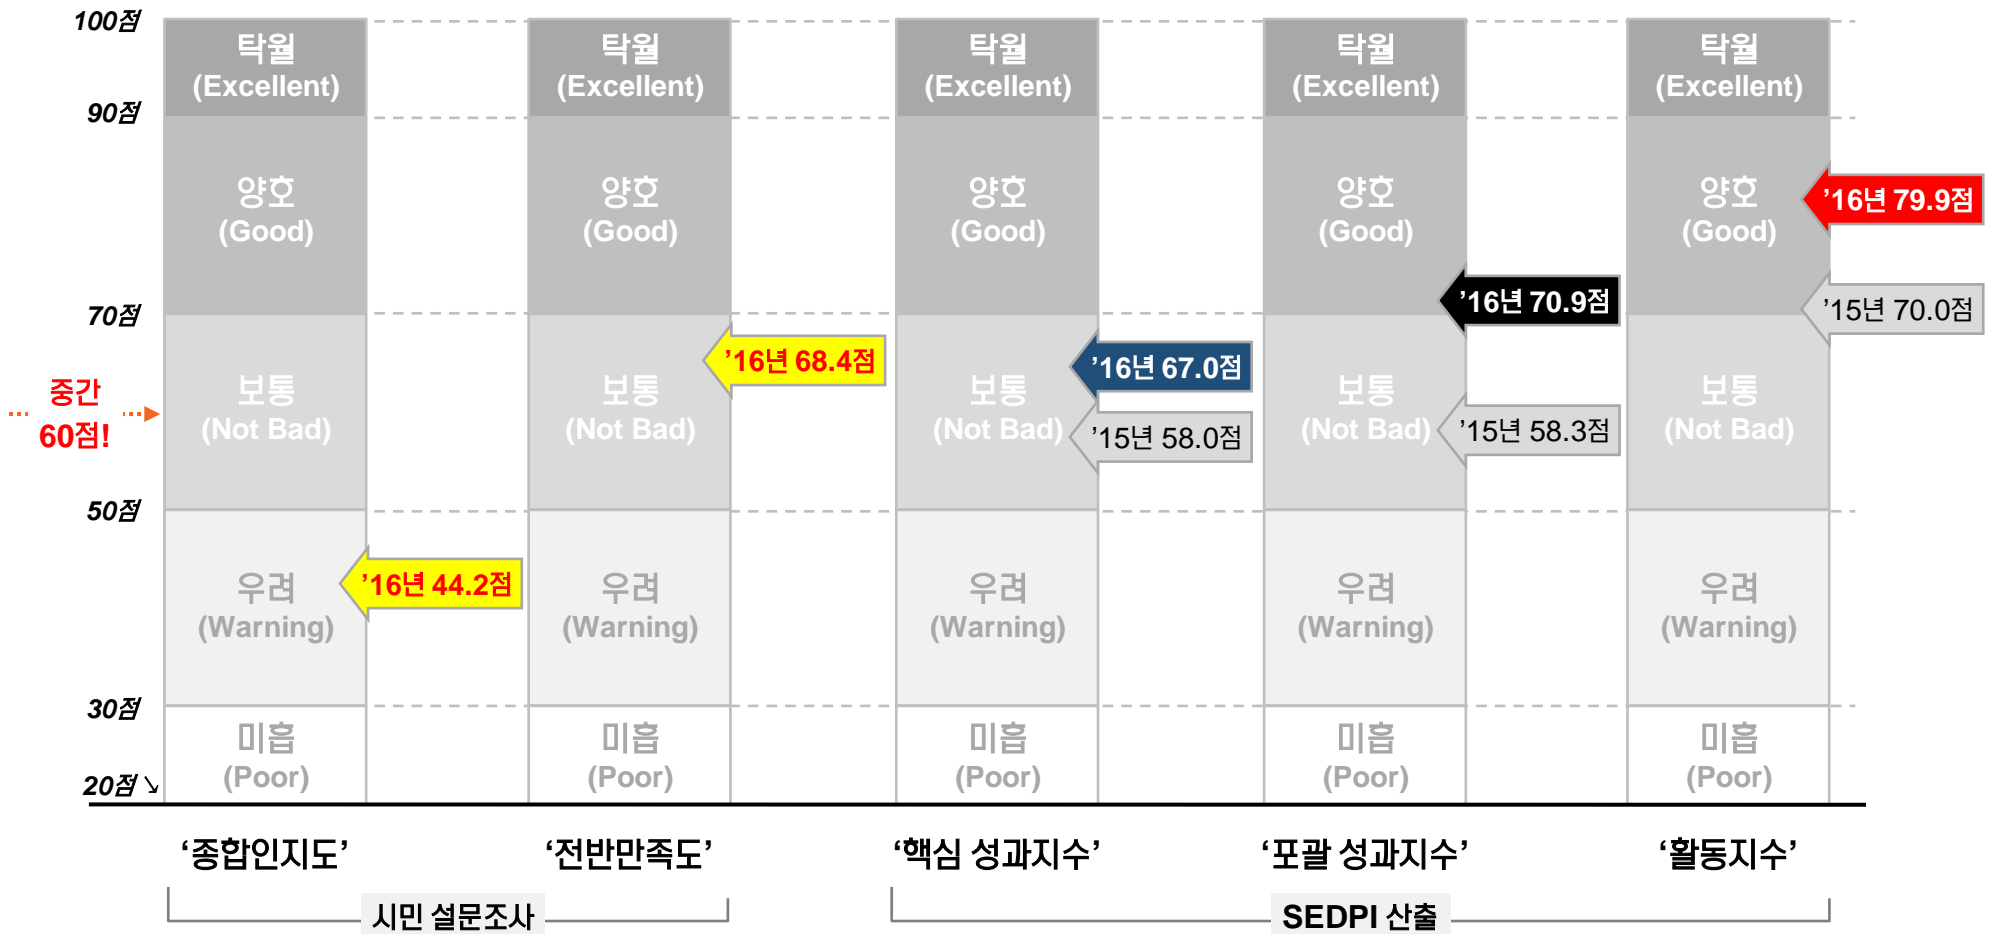 100점
90점
70점
중간
60점!
50점
30점
20점↘
탁월
(Excellent)
양호
(Good)
보통
(Not Bad)
우려
(Warning)
미흡
(Poor)
’16년 44.2점
탁월
(Excellent)
양호
(Good)
보통
(Not Bad)
우려
(Warning)
미흡
(Poor)
’16년 68.4점
탁월
(Excellent)
양호
(Good)
보통
(Not Bad)
우려
(Warning)
미흡
(Poor)
’16년 67.0점
’15년 58.0점
탁월
(Excellent)
양호
(Good)
보통
(Not Bad)
우려
(Warning)
미흡
(Poor)
’16년 70.9점
’15년 58.3점
탁월
(Excellent)
양호
(Good)
보통
(Not Bad)
우려
(Warning)
미흡
(Poor)
’16년 79.9점
’15년 70.0점
‘종합인지도’
‘전반만족도’
‘핵심 성과지수’
‘포괄 성과지수’
‘활동지수’
시민 설문조사
SEDPI 산출